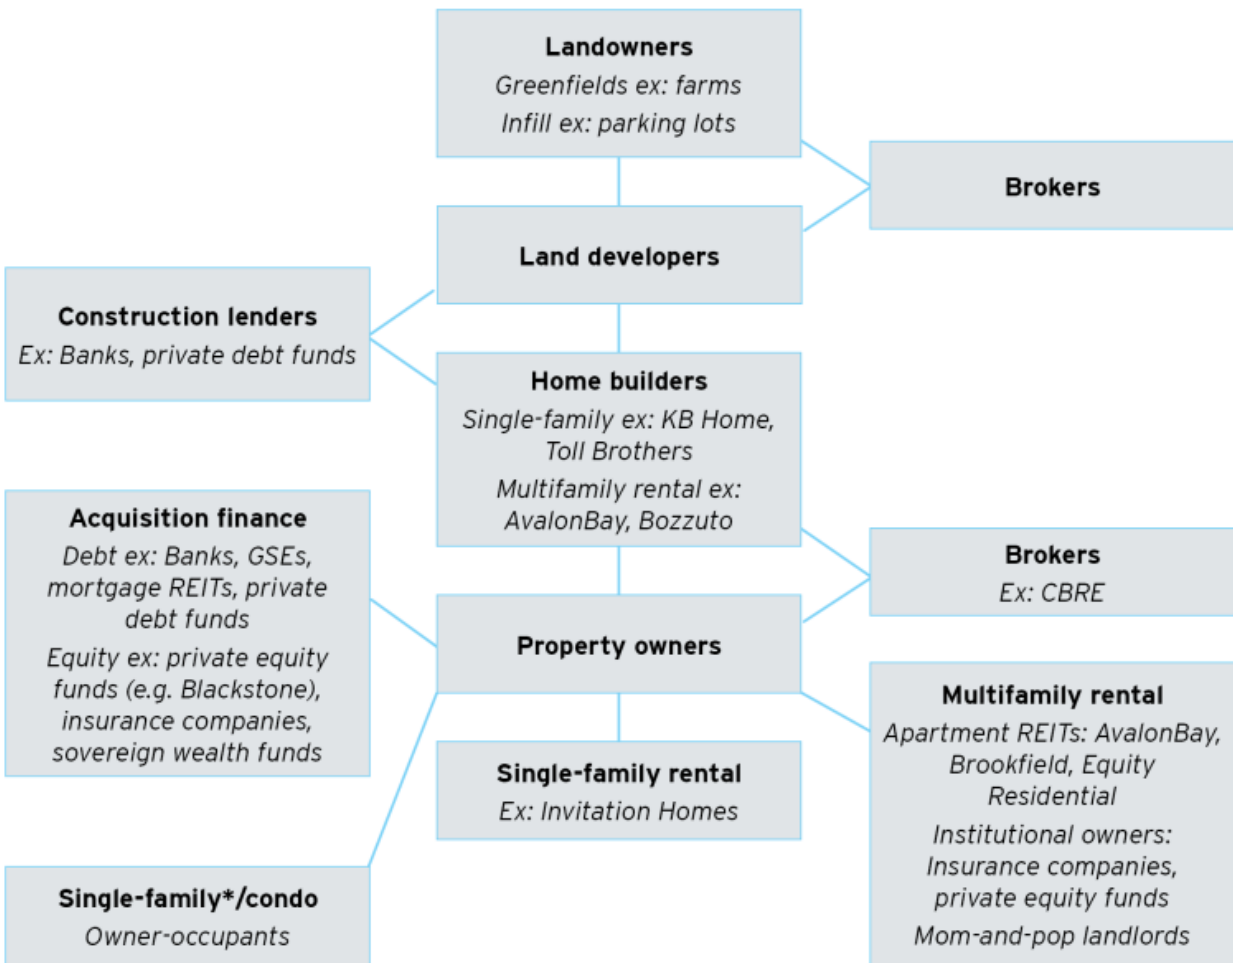 Landowners
Greenfields ex: farms
Infill ex: parking lots
Brokers
Land developers
Construction lenders
Ex: Banks, private debt funds
Home builders
Single-family ex: KB Home,
Toll Brothers
Multifamily rental ex:
AvalonBay, Bozzuto
Acquisition finance
Debt ex: Banks, GSEs,
mortgage REITs, private
debt funds
Equity ex: private equity
funds (e.g. Blackstone),
insurance companies,
sovereign wealth funds
Brokers
Ex: CBRE
Property owners
Multifamily rental
Apartment REITs: AvalonBay,
Brookfield, Equity
Residential
Institutional owners:
Insurance companies,
private equity funds
Mom-and-pop landlords
Single-family rental
Ex: Invitation Homes
Single-family*/condo
Owner-occupants